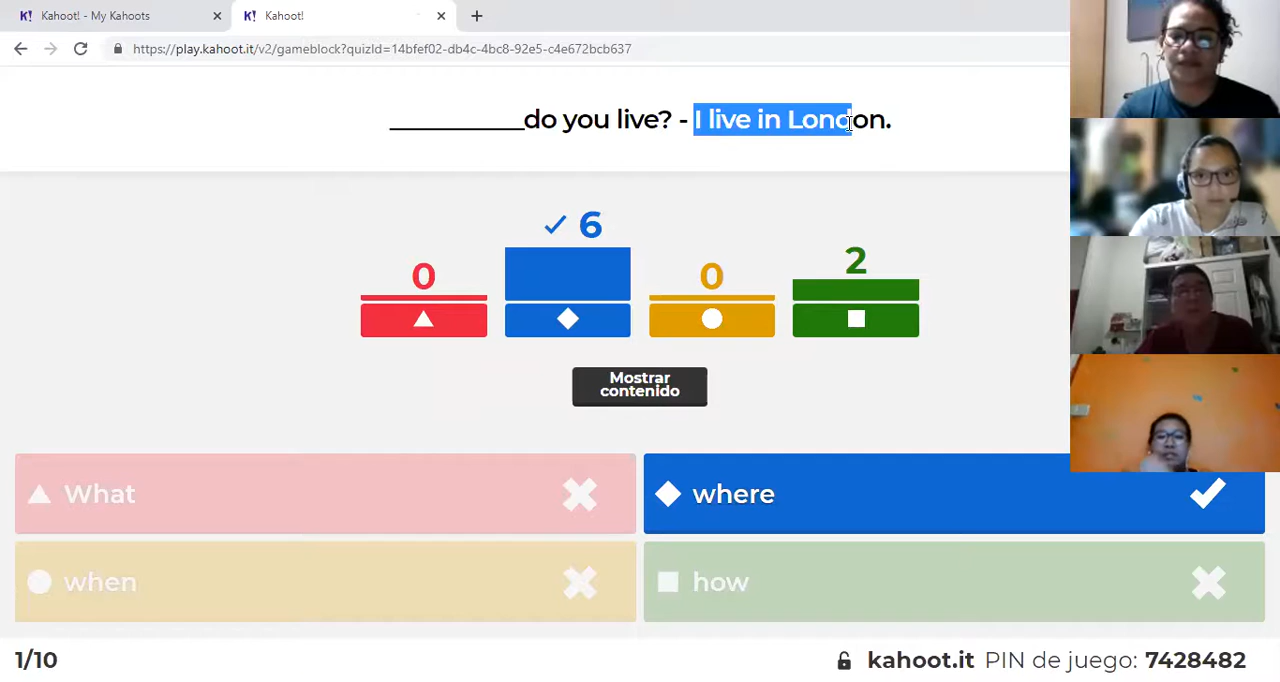 K! Kahoot! - My Kahoots
K! Kahoot!
https://play.kahoot.it/v2/gameblock?quizId=14bfef02-db4c-4bc8-92e5-c4e672bcb637
__________do you live? - I live in London.
0
6
0
2
Mostrar
contenido
What
where
when
how
1/10
kahoot.it PIN de juego: 7428482